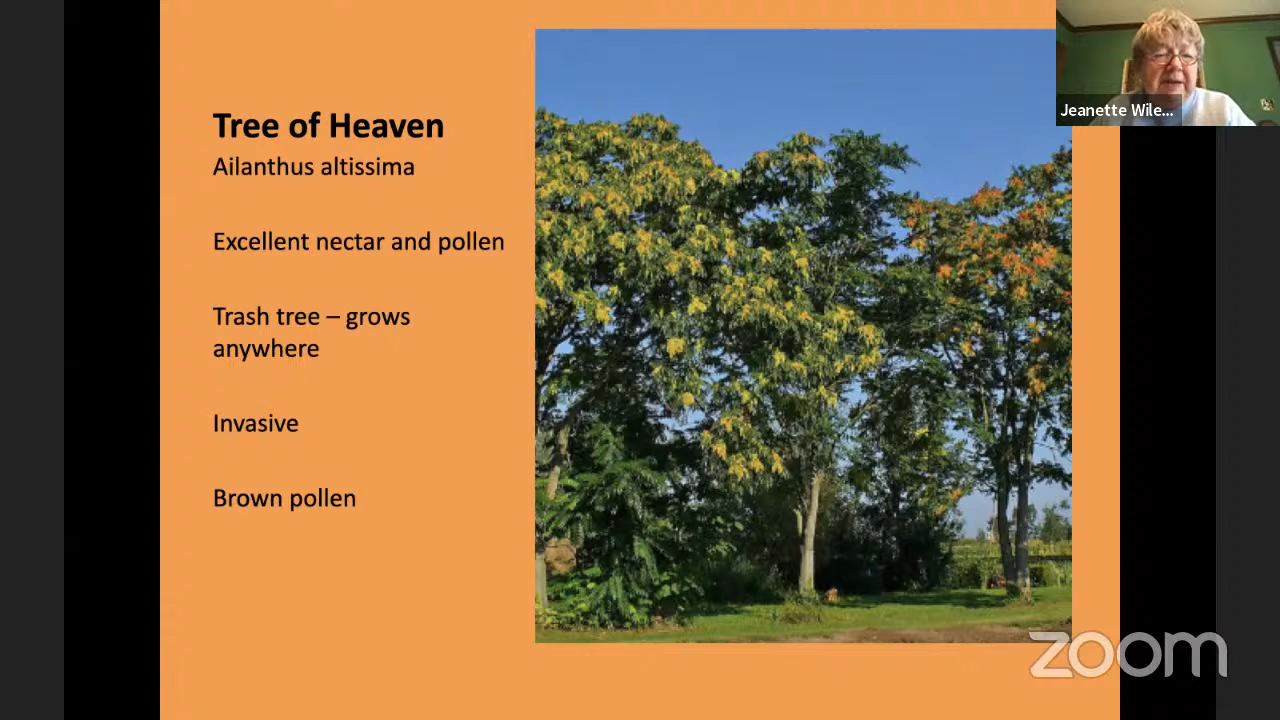 Tree of Heaven
Ailanthus altissima
Excellent nectar and pollen
Trash tree – grows
anywhere
Invasive
Brown pollen
Jeanette Wile...
zoom